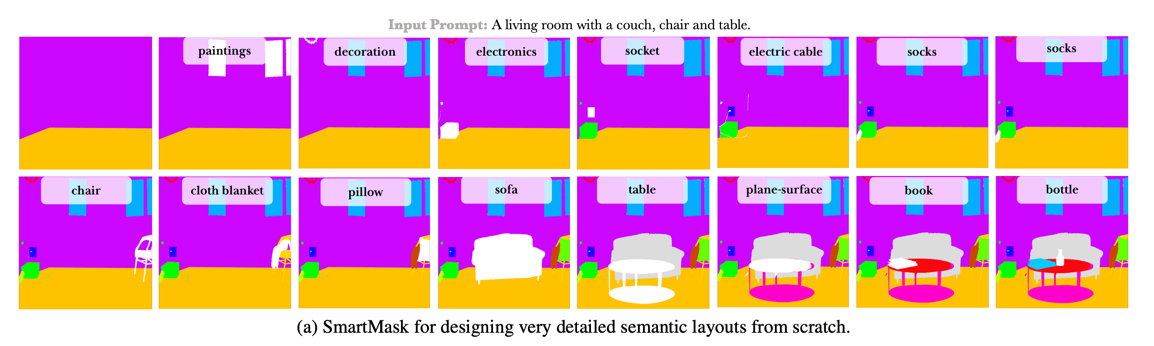 Input Prompt: A living room with a couch, chair and table.
paintings
decoration
electronics
socket
electric cable
socks
socks
chair
cloth blanket
pillow
sofa
table
plane-surface
book
bottle
(a) SmartMask for designing very detailed semantic layouts from scratch.